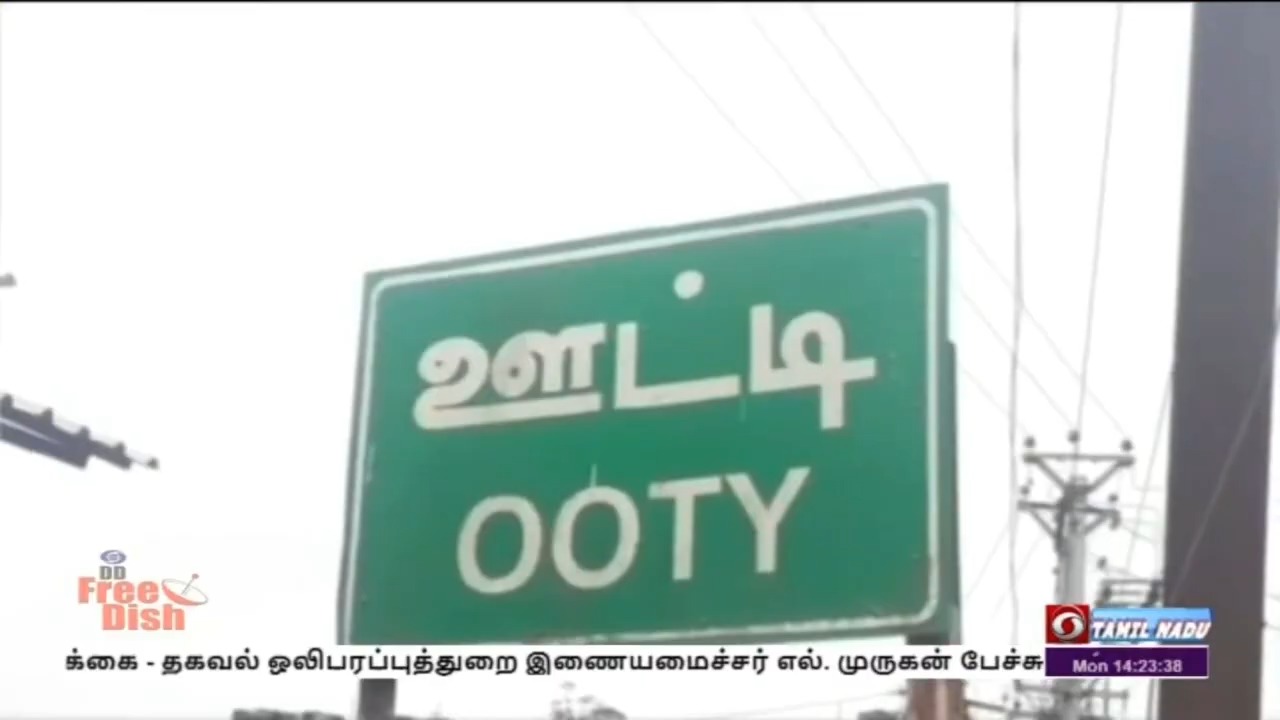 ஊட்டி
OOTY
DD
Free
Dish
TAMIL NADU
க்கை - தகவல் ஒலிபரப்புத்துறை இணையமைச்சர் எல். முருகன் பேச்சு
Mon 14:23:38